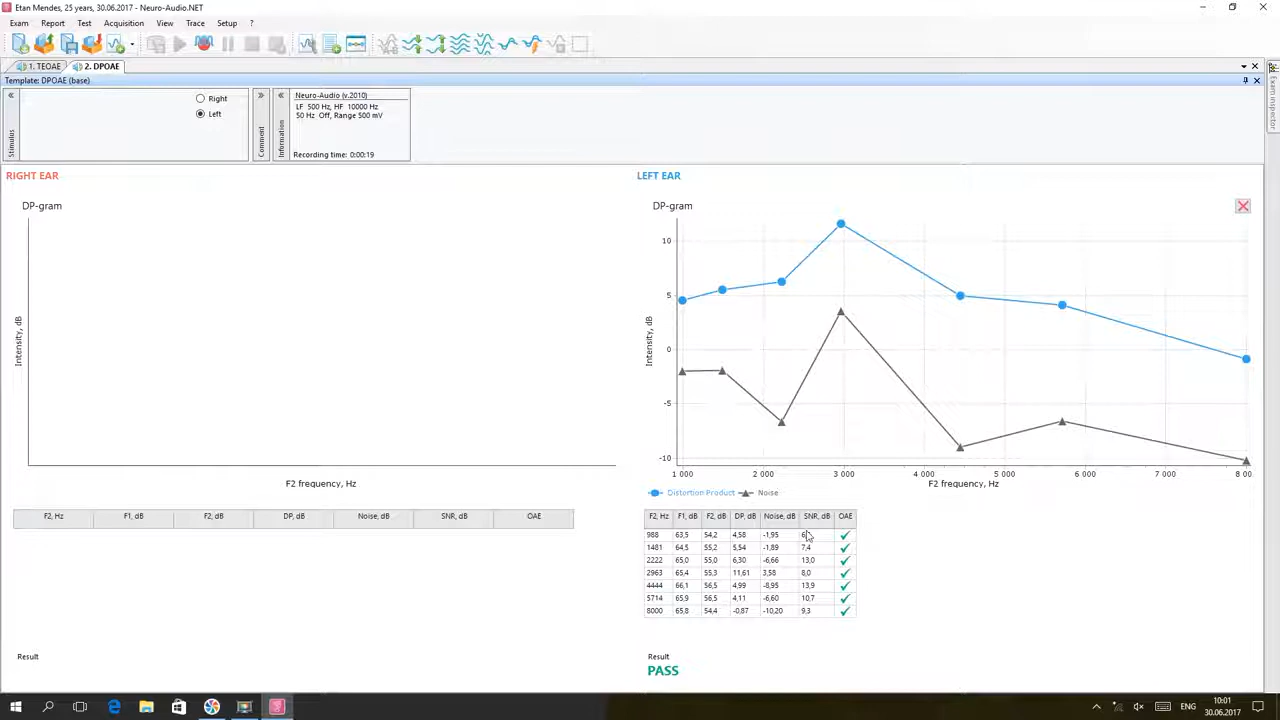 Etan Mendes, 25 years, 30.06.2017 - Neuro-Audio.NET
Exam Report Test Acquisition View Trace Setup ?
1. TEOAE 2. DPOAE
Template: DPOAE (base)
Stimulus
Right
Left
Comment
Information
Neuro-Audio (v.2010)
LF 500 Hz, HF 10000 Hz
50 Hz Off, Range 500 mV
Recording time: 0:00:19
Exam inspector
RIGHT EAR
DP-gram
Intensity, dB
F2 frequency, Hz
F2, Hz F1, dB F2, dB DP, dB Noise, dB SNR, dB OAE
Result
LEFT EAR
DP-gram
Intensity, dB
10
5
0
-5
-10
1 000 2 000 3 000 4 000 5 000 6 000 7 000 8 00
F2 frequency, Hz
Distortion Product Noise
F2, Hz F1, dB F2, dB DP, dB Noise, dB SNR, dB OAE
988 63,5 54,2 4,58 -1,95
1481 64,5 55,2 5,54 -1,89 7,4
2222 65,0 55,0 6,30 -6,66 13,0
2963 65,4 55,3 11,61 3,58 8,0
4444 66,1 56,5 4,99 -8,95 13,9
5714 65,9 56,5 4,11 -6,60 10,7
8000 65,8 54,4 -0,87 -10,20 9,3
Result
PASS
10:01
30.06.2017